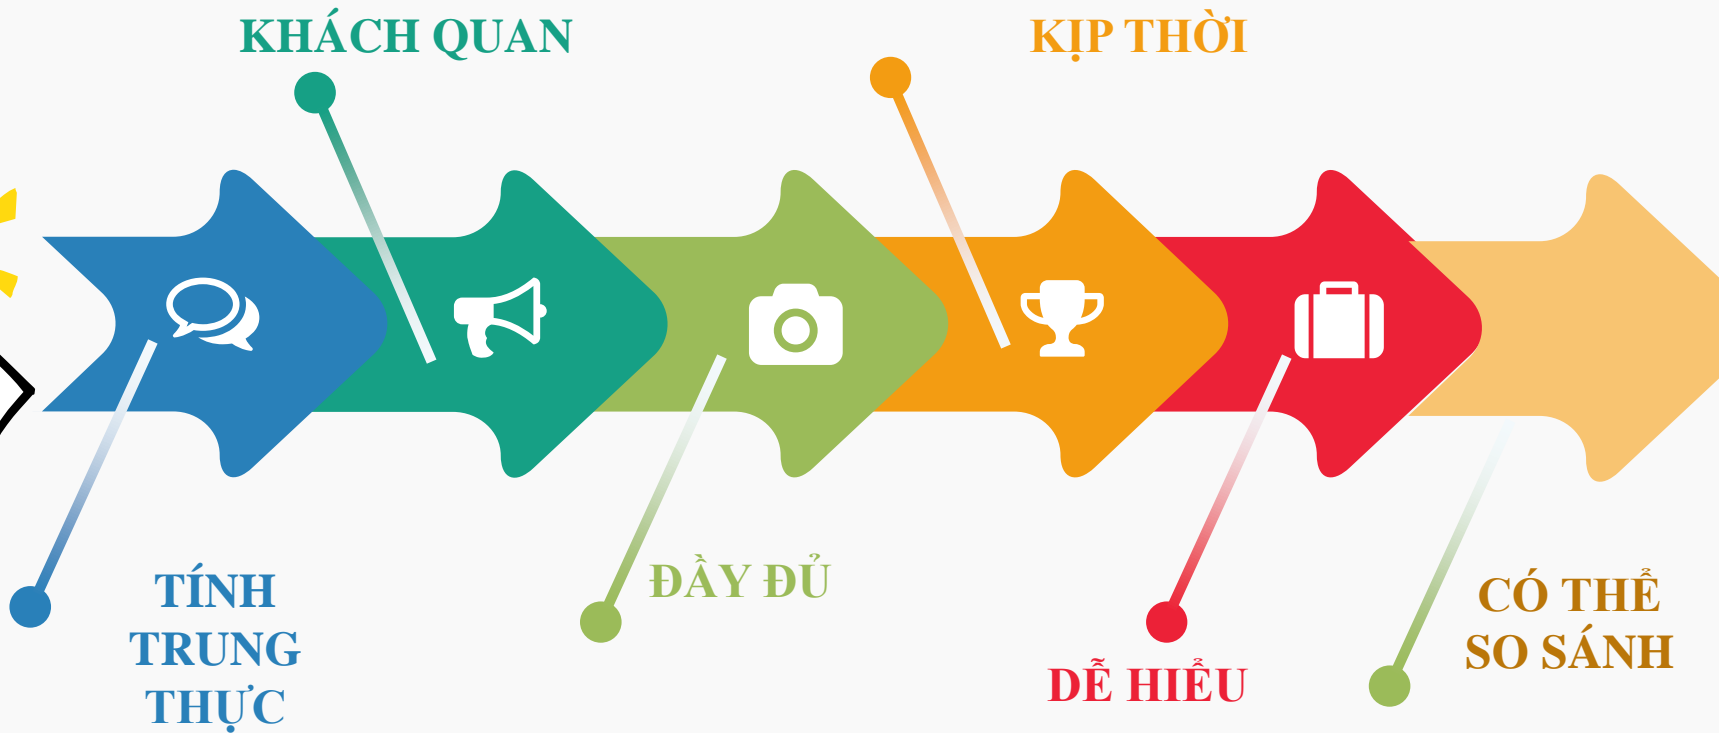 KHÁCH QUAN
KỊP THỜI
TÍNH
TRUNG
THỰC
ĐẦY ĐỦ
DỄ HIỂU
CÓ THỂ
SO SÁNH